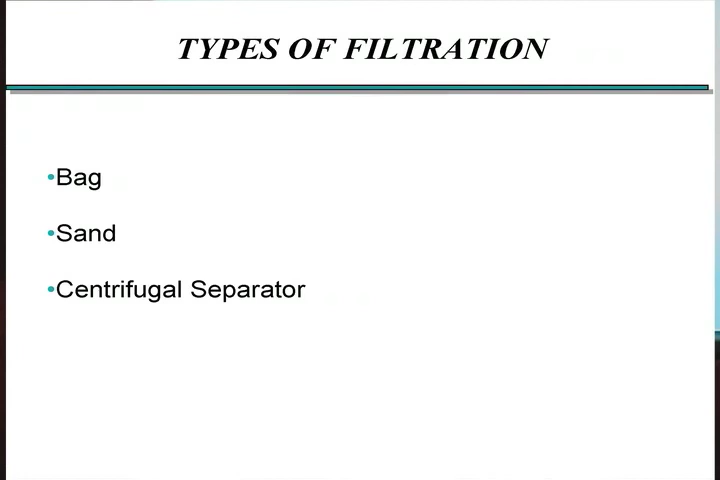 TYPES OF FILTRATION
•Bag
•Sand
•Centrifugal Separator